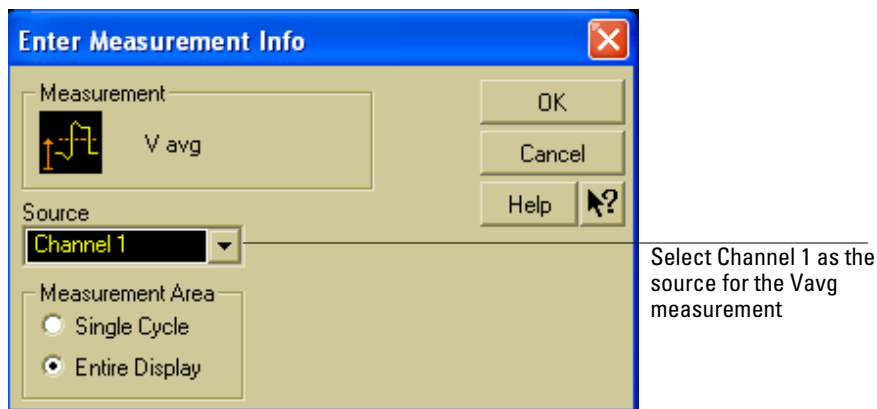 Enter Measurement Info
Measurement
V avg
OK
Cancel
Help
?
Source
Channel 1
Select Channel 1 as the
source for the Vavg
measurement
Measurement Area
Single Cycle
Entire Display